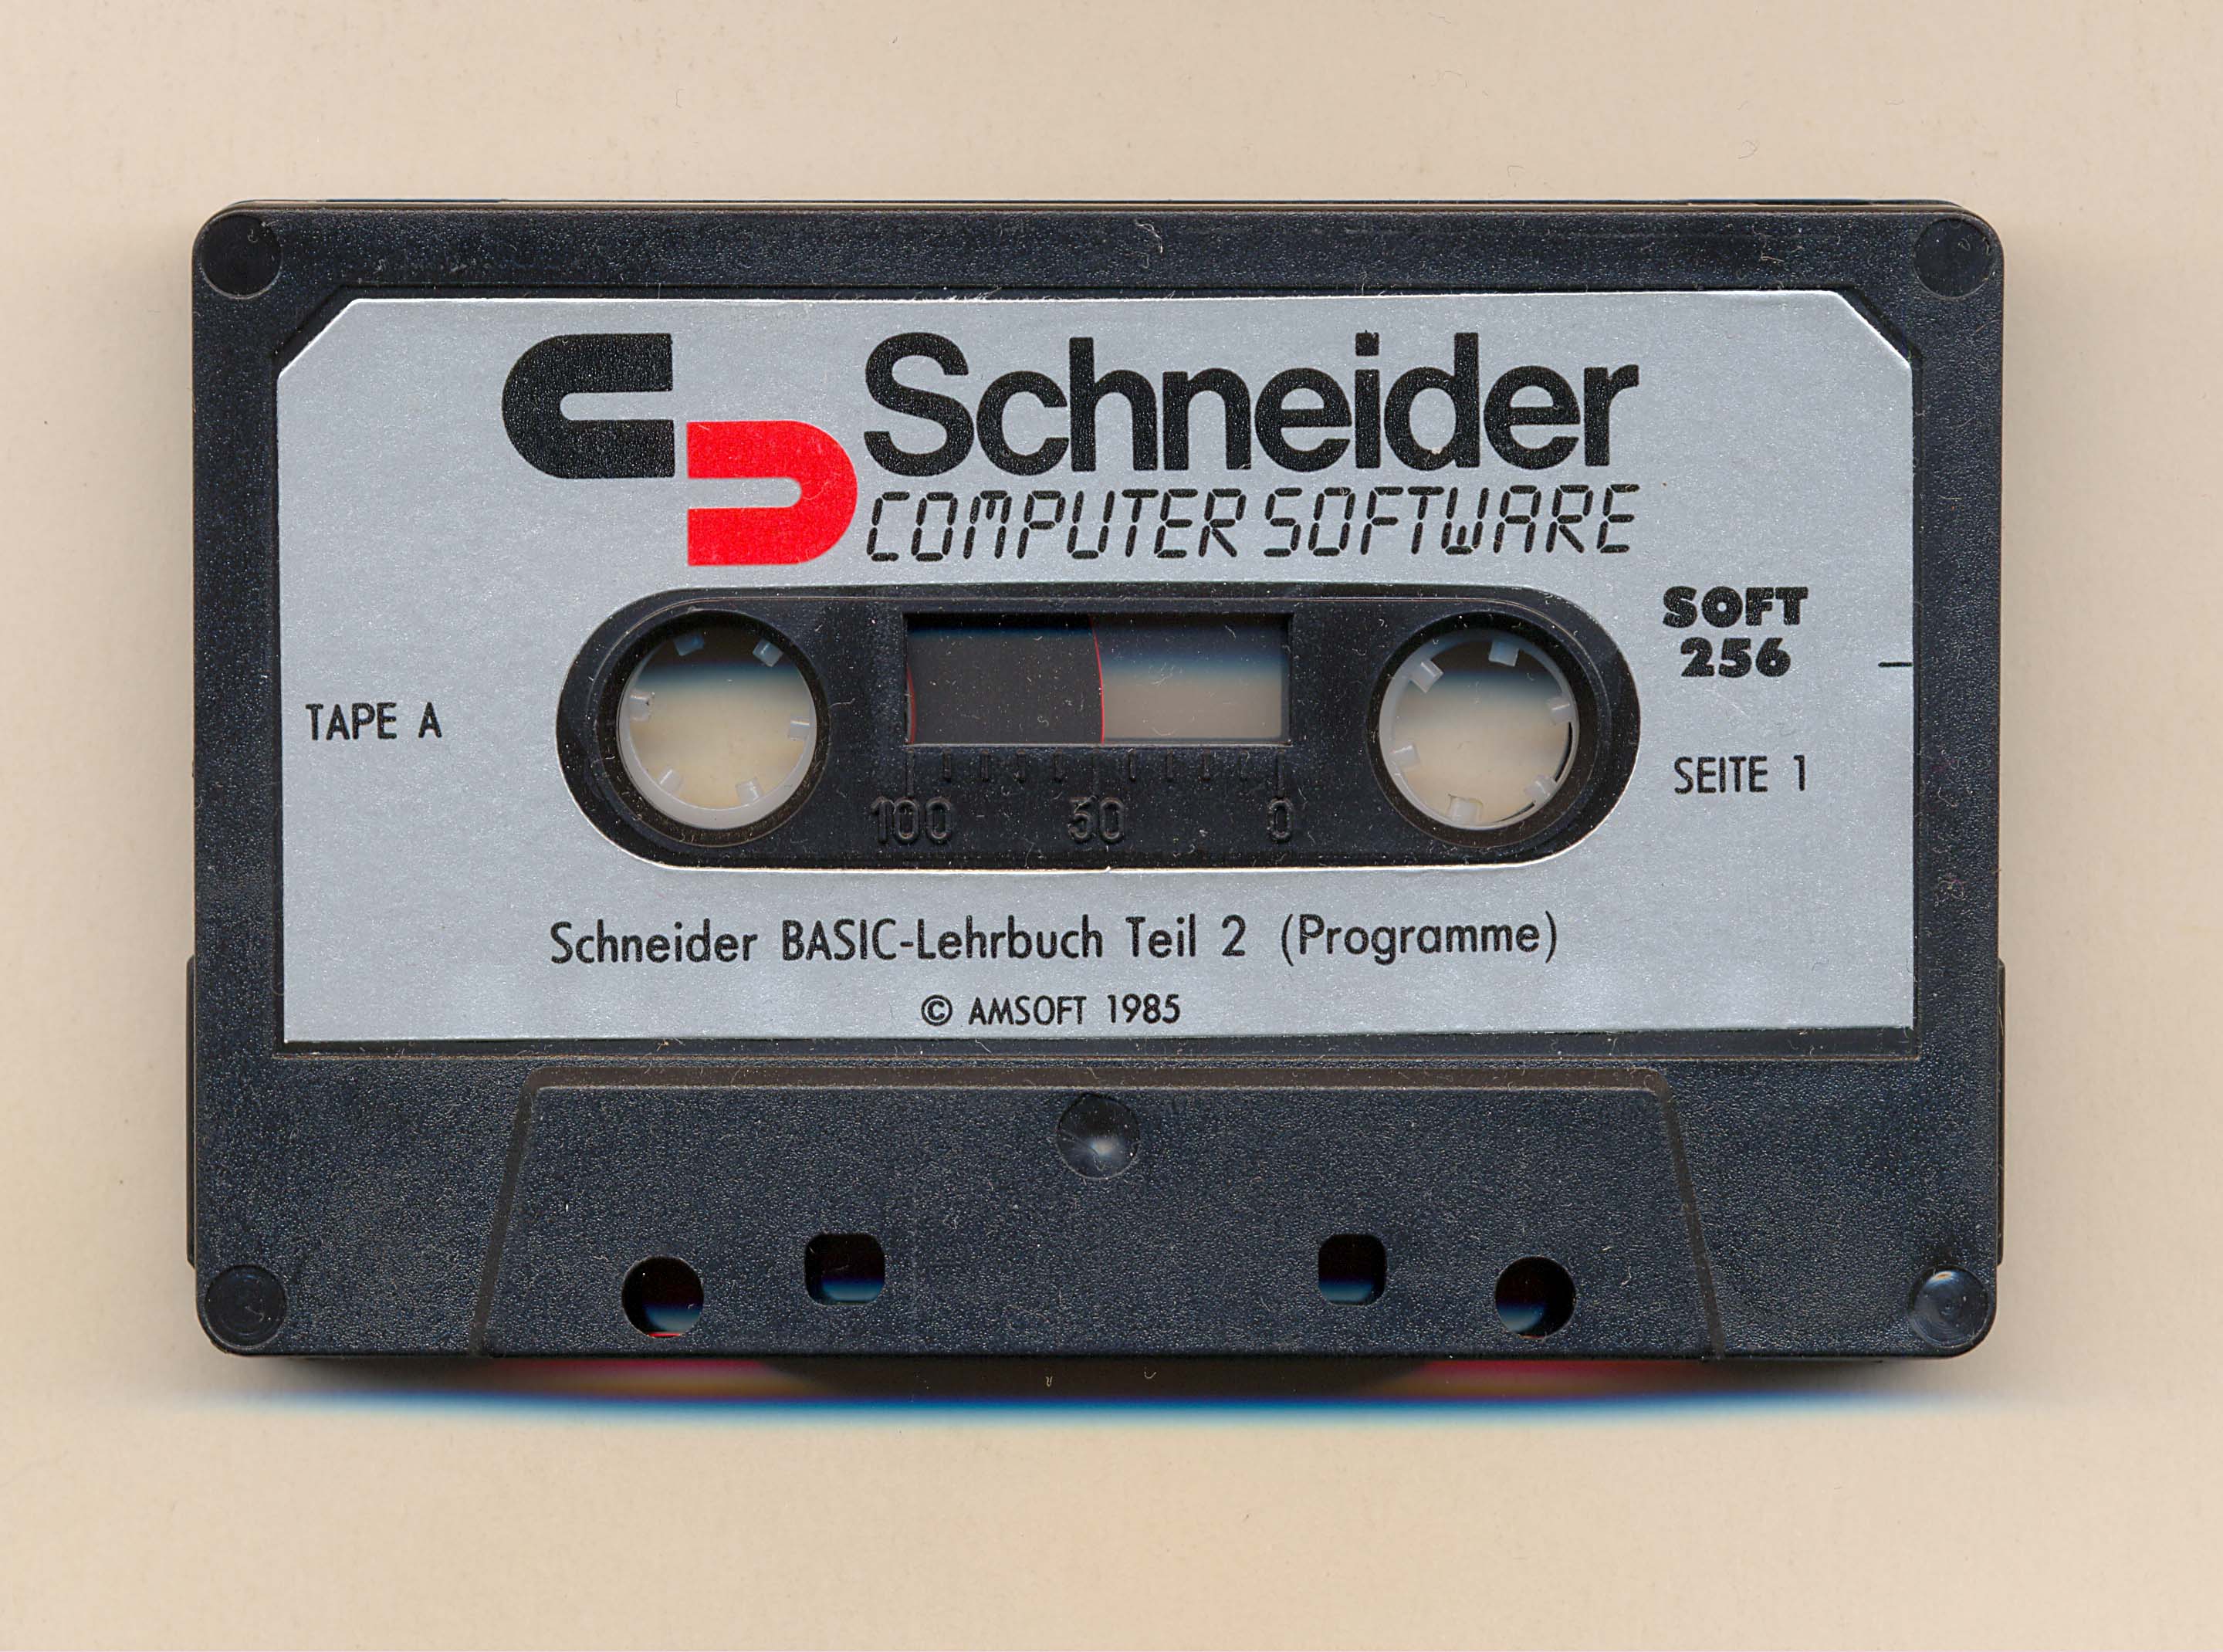 Schneider
COMPUTER SOFTWARE
SOFT
256
TAPE A
SEITE 1
100 50 0
Schneider BASIC-Lehrbuch Teil 2 (Programme)
© AMSOFT 1985